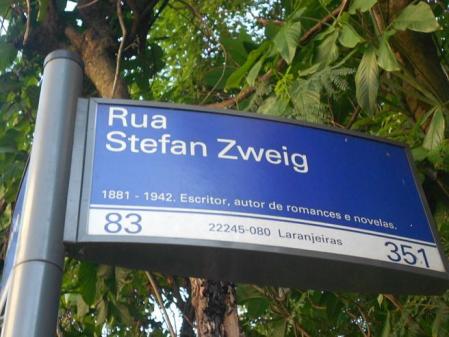 Rua
Stefan Zweig
1881 - 1942. Escritor, autor de romances e novelas.
83 22245-080 Laranjeiras 351